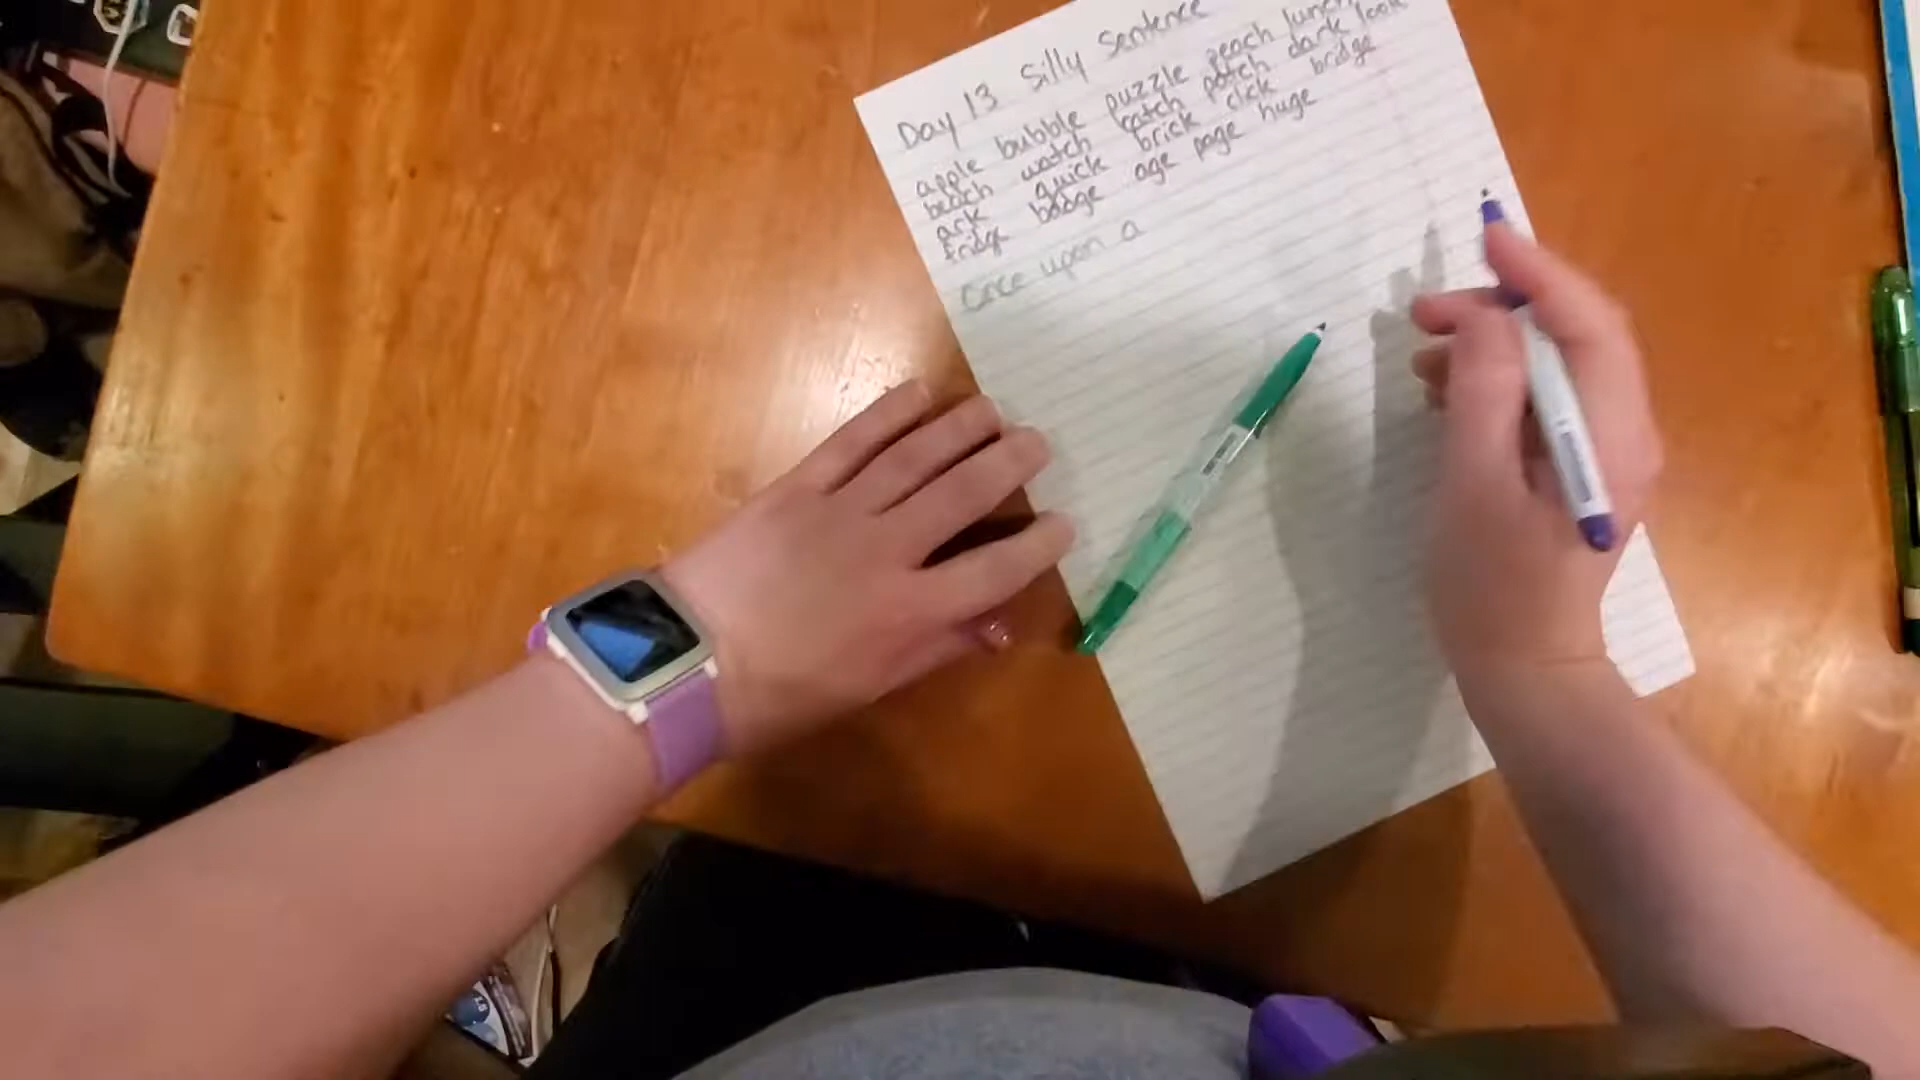 Day 13 Silly Sentence
apple bubble puzzle peach lunch
beach watch catch patch dark look
ark quick brick click bridge
fridge badge age page huge
Once upon a